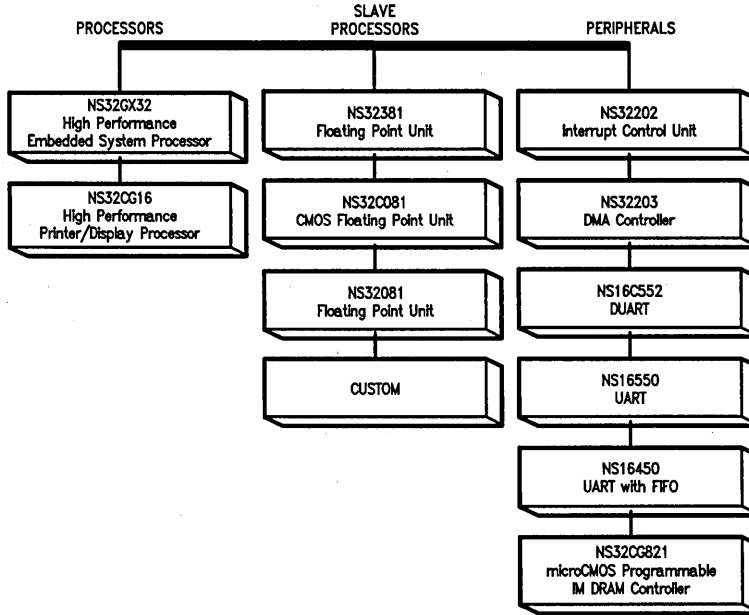 PROCESSORS
SLAVE
PROCESSORS
PERIPHERALS
NS32GX32
High Performance
Embedded System Processor
NS32CG16
High Performance
Printer/Display Processor
NS32381
Floating Point Unit
NS32C081
CMOS Floating Point Unit
NS32081
Floating Point Unit
CUSTOM
NS32202
Interrupt Control Unit
NS32203
DMA Controller
NS16C552
DUART
NS16550
UART
NS16450
UART with FIFO
NS32CG821
microCMOS Programmable
IM DRAM Controller